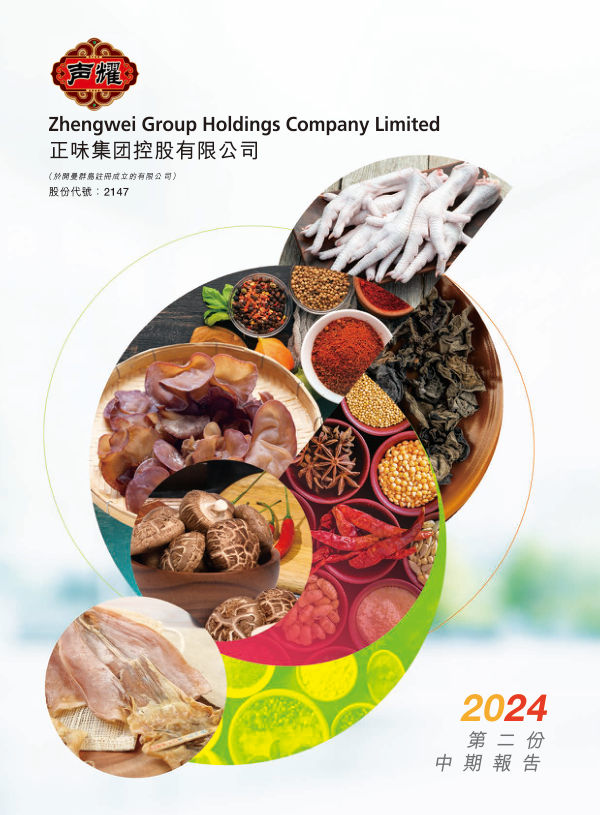 声耀
Zhengwei Group Holdings Company Limited
正味集团控股有限公司
(於開曼群島註冊成立的有限公司)
股份代號：2147
2024
第二份
中期報告